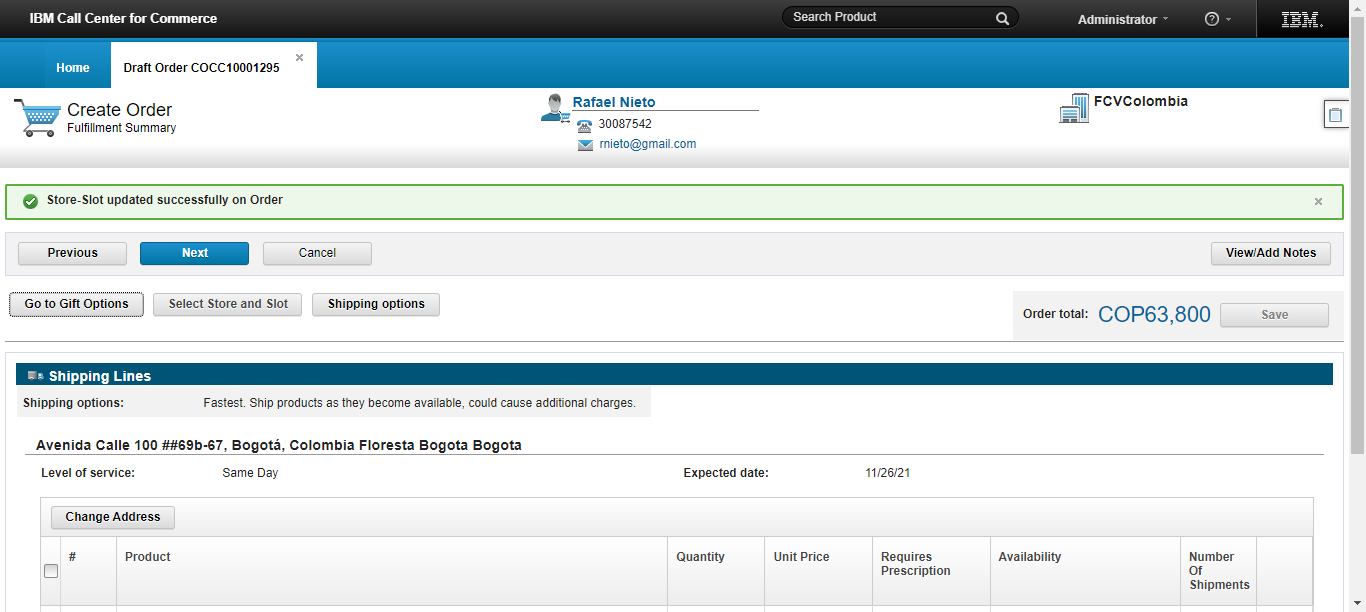 IBM Call Center for Commerce
Search Product
Administrator
?
IBM.
Home
Draft Order COCC10001295
Create Order
Fulfillment Summary
Rafael Nieto
30087542
rnieto@gmail.com
FCVColombia
Store-Slot updated successfully on Order
Previous
Next
Cancel
View/Add Notes
Go to Gift Options
Select Store and Slot
Shipping options
Order total: COP63,800
Save
Shipping Lines
Shipping options: Fastest. Ship products as they become available, could cause additional charges.
Avenida Calle 100 ##69b-67, Bogotá, Colombia Floresta Bogota Bogota
Level of service: Same Day
Expected date: 11/26/21
Change Address
#
Product
Quantity
Unit Price
Requires
Prescription
Availability
Number
Of
Shipments